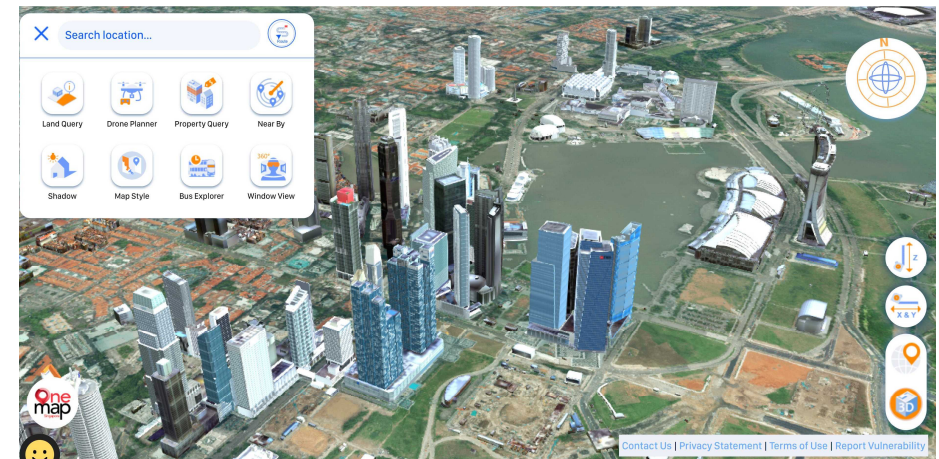 Search location...
Land Query
Drone Planner
Property Query
Near By
360°
Shadow
Map Style
Bus Explorer
Window View
N
Z
X & Y
3D
One
map
Contact Us | Privacy Statement | Terms of Use | Report Vulnerability